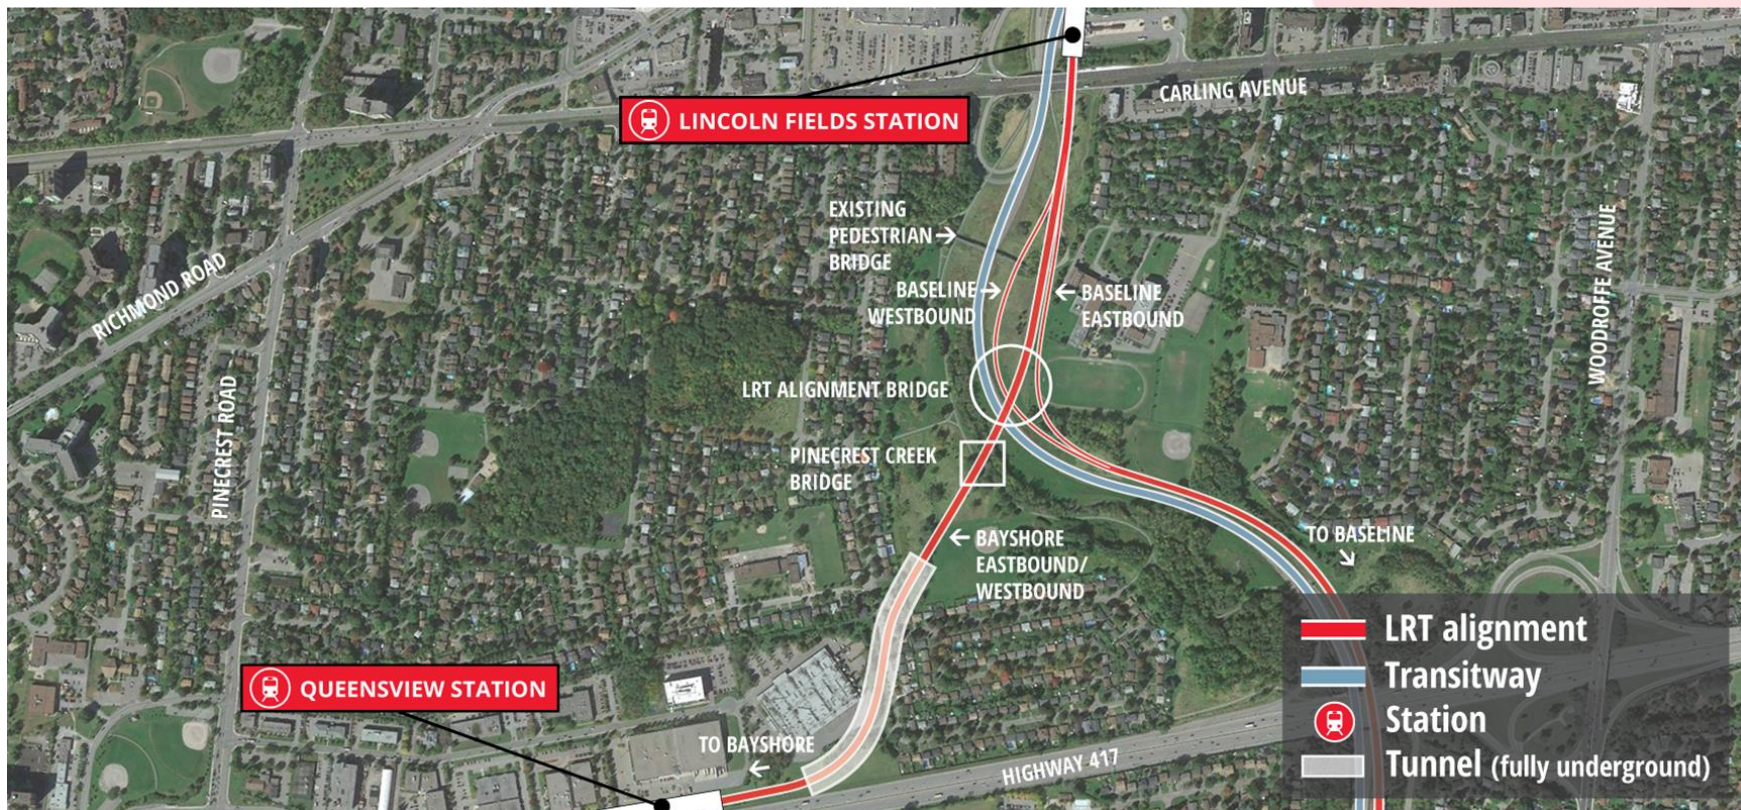 CARLING AVENUE
LINCOLN FIELDS STATION
EXISTING
PEDESTRIAN
BRIDGE
BASELINE
WESTBOUND
BASELINE
EASTBOUND
RICHMOND ROAD
WOODROFFE AVENUE
PINECREST ROAD
LRT ALIGNMENT BRIDGE
PINECREST CREEK
BRIDGE
BAYSHORE
EASTBOUND/
WESTBOUND
TO BASELINE
QUEENSVIEW STATION
TO BAYSHORE
HIGHWAY 417
LRT alignment
Transitway
Station
Tunnel (fully underground)